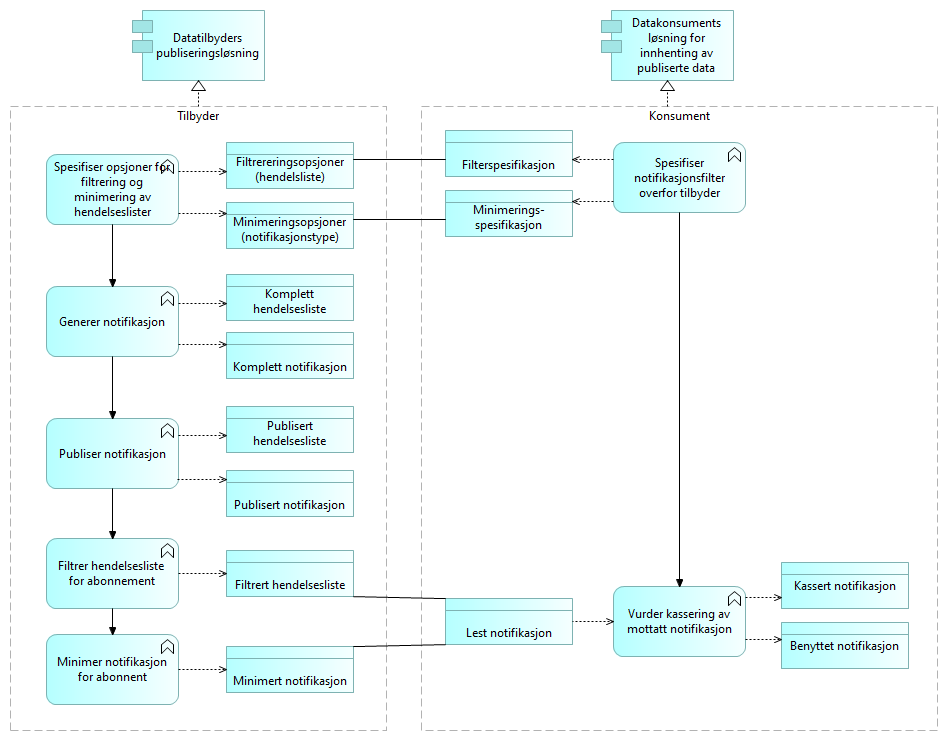 Datatilbyders
publiseringsløsning
Datakonsuments
løsning for
innhenting av
publiserte data
Tilbyder
Spesifiser opsjoner for
filtrering og
minimering av
hendelseslister
Filtrereringsopsjoner
(hendelsliste)
Minimeringsopsjoner
(notifikasjonstype)
Generer notifikasjon
Komplett
hendelsesliste
Komplett notifikasjon
Publiser notifikasjon
Publisert
hendelsesliste
Publisert notifikasjon
Filtrer hendelsesliste
for abonnement
Filtrert hendelsesliste
Minimer notifikasjon
for abonnent
Minimert notifikasjon
Konsument
Filterspesifikasjon
Minimerings-
spesifikasjon
Spesifiser
notifikasjonsfilter
overfor tilbyder
Lest notifikasjon
Vurder kassering av
mottatt notifikasjon
Kassert notifikasjon
Benyttet notifikasjon